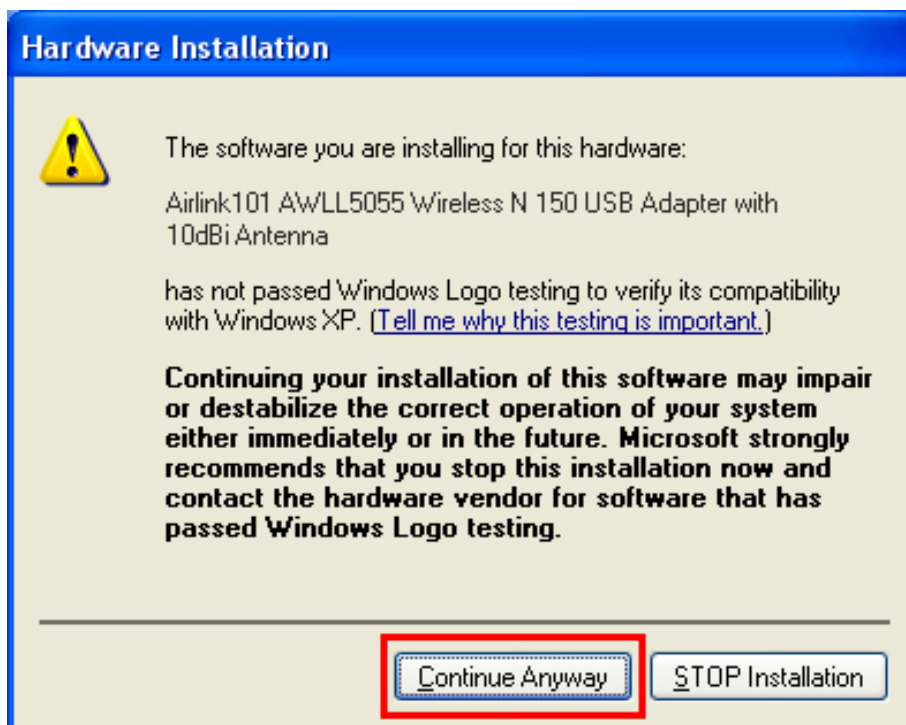 Hardware Installation
The software you are installing for this hardware:
Airlink101 AWLL5055 Wireless N 150 USB Adapter with
10dBi Antenna
has not passed Windows Logo testing to verify its compatibility
with Windows XP. (Tell me why this testing is important.)
Continuing your installation of this software may impair
or destabilize the correct operation of your system
either immediately or in the future. Microsoft strongly
recommends that you stop this installation now and
contact the hardware vendor for software that has
passed Windows Logo testing.
Continue Anyway
STOP Installation